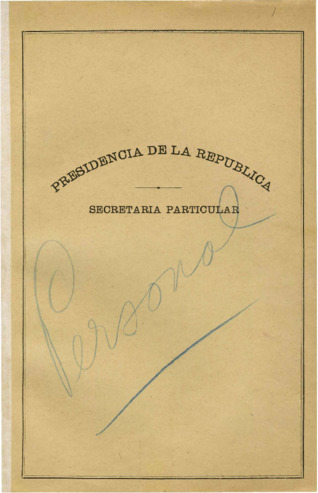 PRESIDENCIA DE LA REPUBLICA
SECRETARIA PARTICULAR
Personal